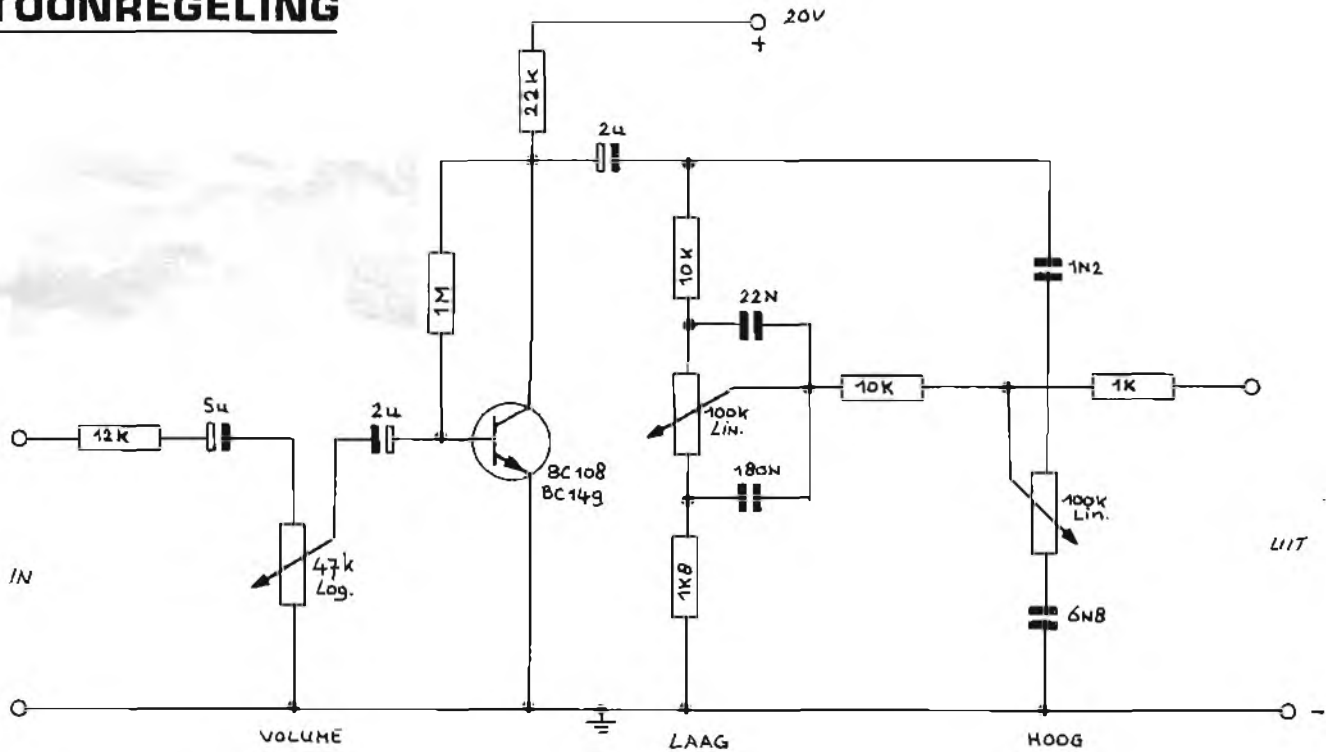 TOONREGELING
20V
+
22k
2u
10K
1N2
1M
22N
10K
1K
5u
2u
100k
Lin.
12k
BC108
BC149
180N
100k
Lin.
47k
Log.
1K8
IN
UIT
6N8
-
VOLUME
LAAG
HOOG